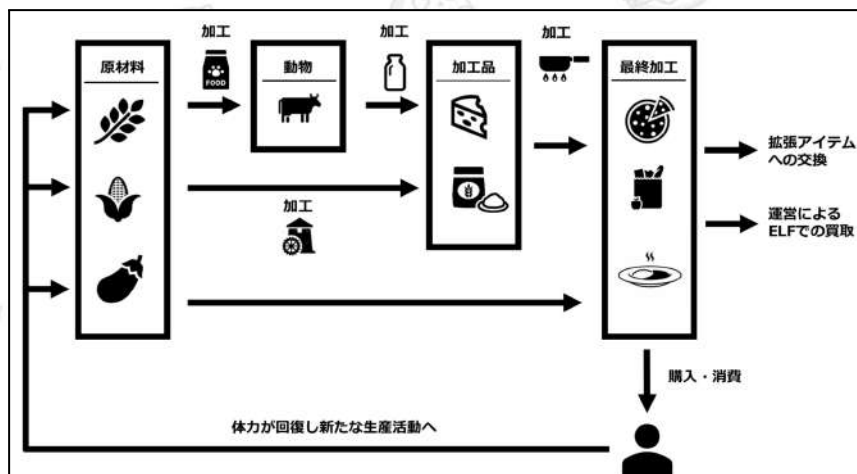 加工
加工
加工
原材料
動物
加工品
最終加工
FOOD
拡張アイテム
への交換
加工
運営による
ELFでの買取
購入・消費
体力が回復し新たな生産活動へ